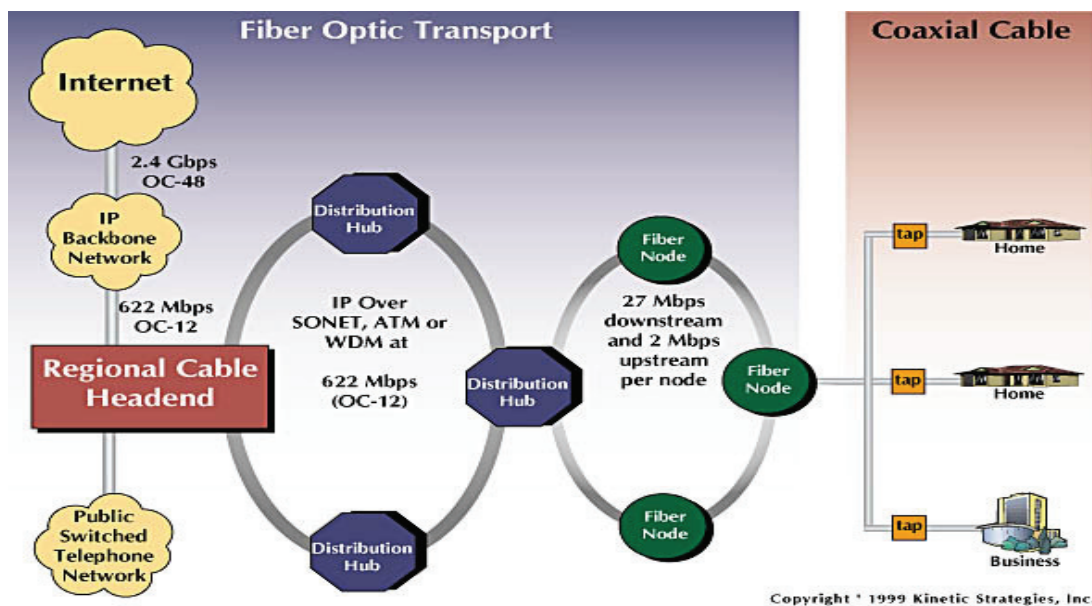 Fiber Optic Transport
Coaxial Cable
Internet
2.4 Gbps
OC-48
IP
Backbone
Network
622 Mbps
OC-12
Regional Cable
Headend
Public
Switched
Telephone
Network
Distribution
Hub
IP Over
SONET, ATM or
WDM at
622 Mbps
(OC-12)
Distribution
Hub
Distribution
Hub
Fiber
Node
27 Mbps
downstream
and 2 Mbps
upstream
per node
Fiber
Node
Fiber
Node
tap
Home
tap
Home
tap
Business
Copyright * 1999 Kinetic Strategies, Inc